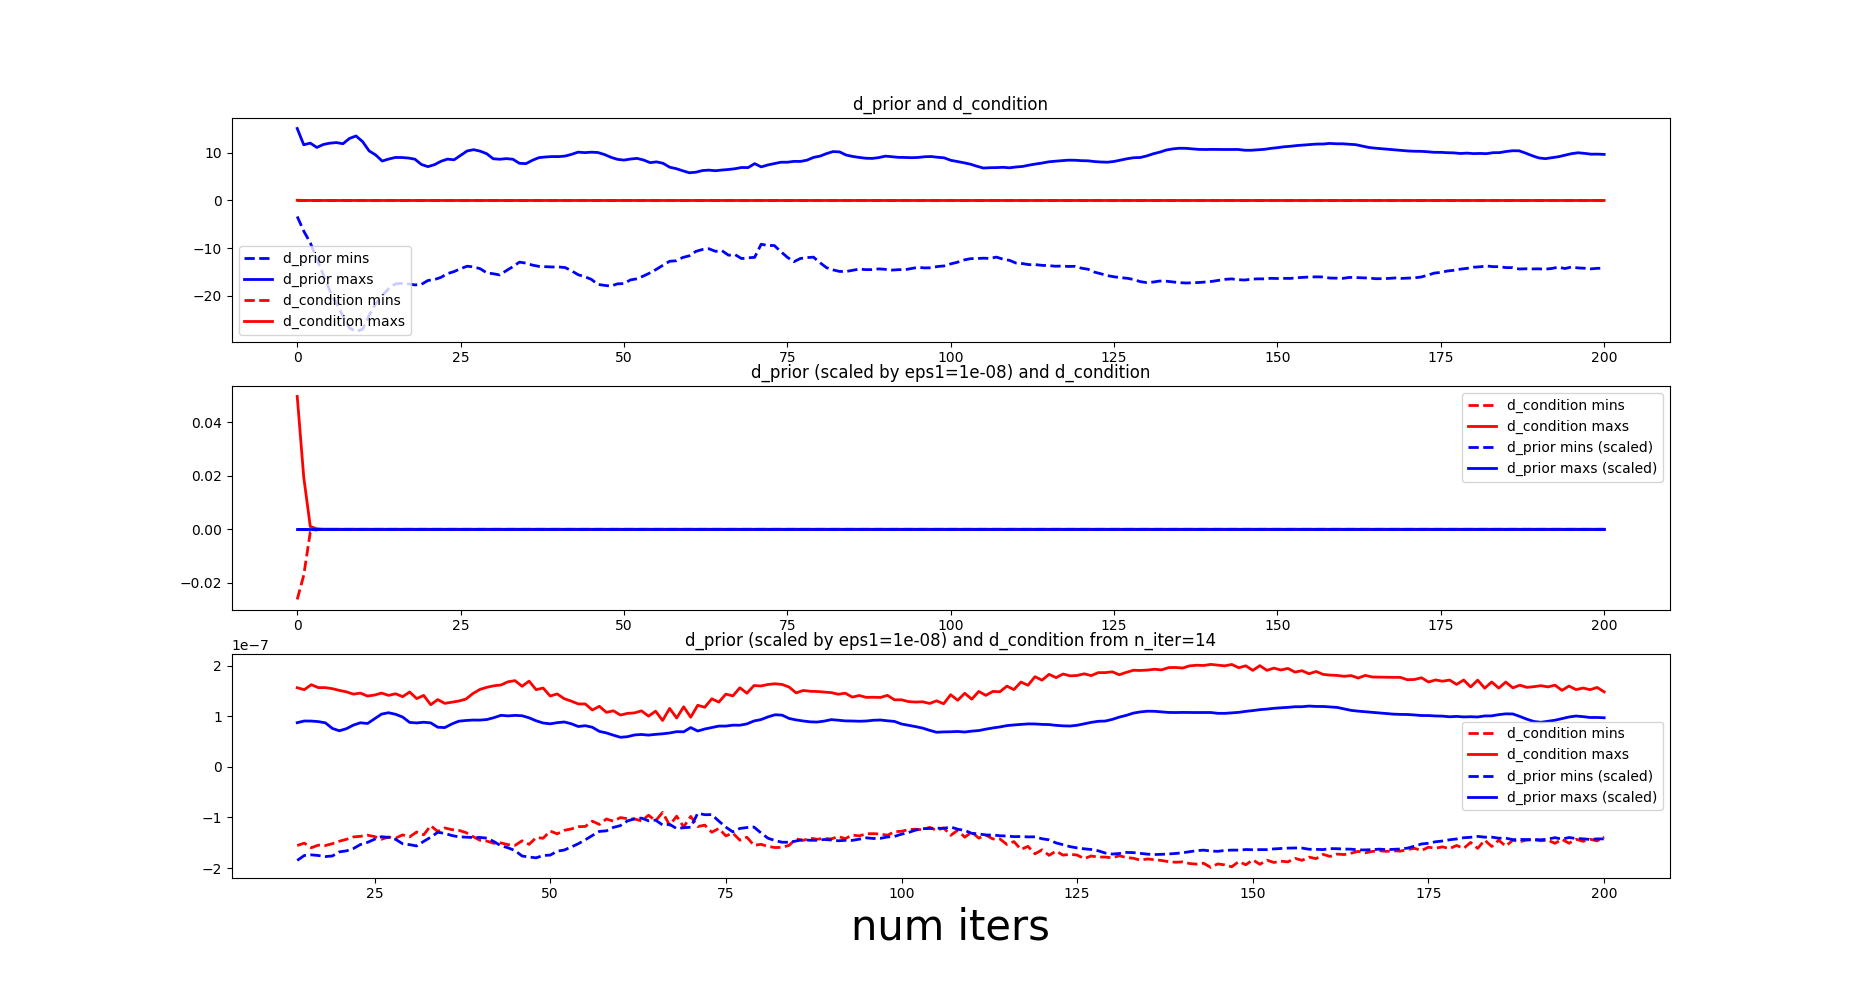 d_prior and d_condition
10
0
−10
−20
d_prior mins
d_prior maxs
d_condition mins
d_condition maxs
0 25 50 75 100 125 150 175 200
d_prior (scaled by eps1=1e-08) and d_condition
0.04
0.02
0.00
−0.02
d_condition mins
d_condition maxs
d_prior mins (scaled)
d_prior maxs (scaled)
0 25 50 75 100 125 150 175 200
d_prior (scaled by eps1=1e-08) and d_condition from n_iter=14
1e−7
2
1
0
−1
−2
d_condition mins
d_condition maxs
d_prior mins (scaled)
d_prior maxs (scaled)
25 50 75 100 125 150 175 200
num iters